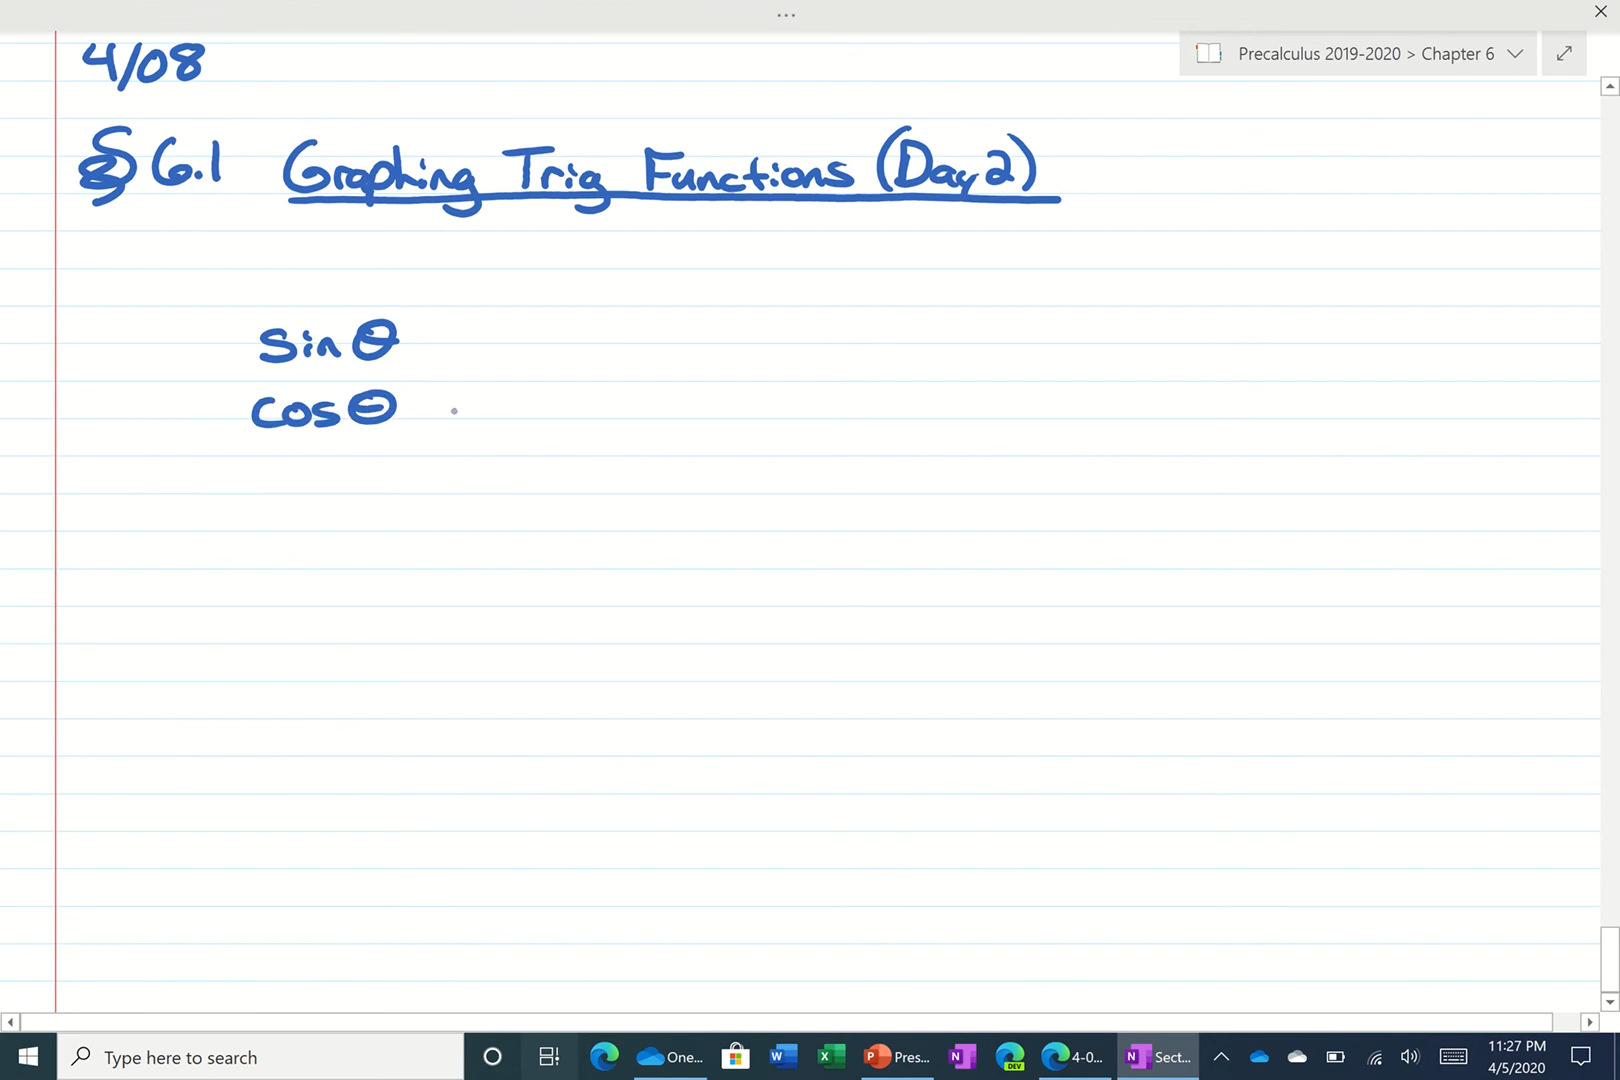 ...
Precalculus 2019-2020 > Chapter 6
4/08
§ 6.1 Graphing Trig Functions (Day 2)
sin θ
cos θ
Type here to search
One...
W
X
P
Pres...
N
DEV
4-0...
N
Sect...
11:27 PM
4/5/2020